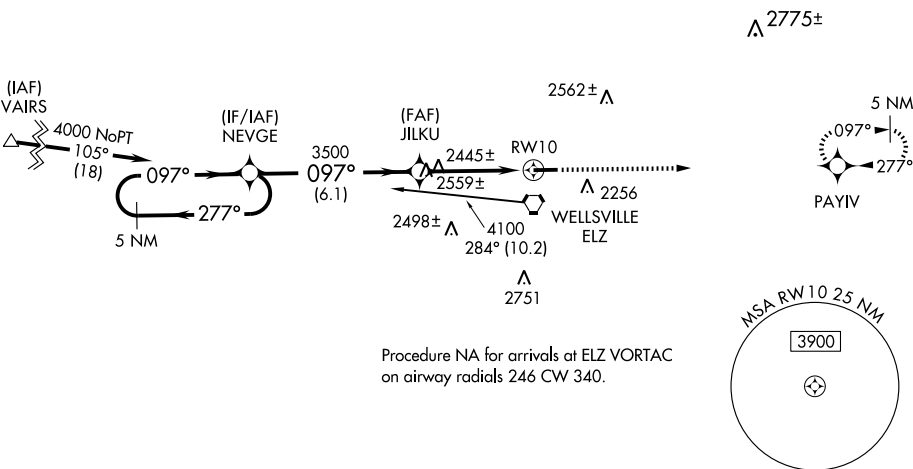 2775±
(IAF)
VAIRS
4000 NoPT
105°
(18)
(IF/IAF)
NEVGE
097°
277°
5 NM
3500
097°
(6.1)
(FAF)
JILKU
2445±
2559±
2562±
RW10
2256
WELLSVILLE
ELZ
2498±
4100
284° (10.2)
2751
5 NM
097°
277°
PAYIV
Procedure NA for arrivals at ELZ VORTAC
on airway radials 246 CW 340.
MSA RW10 25 NM
3900